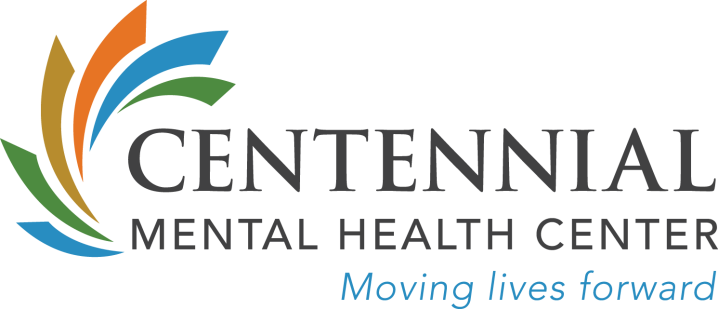 CENTENNIAL
MENTAL HEALTH CENTER
Moving lives forward